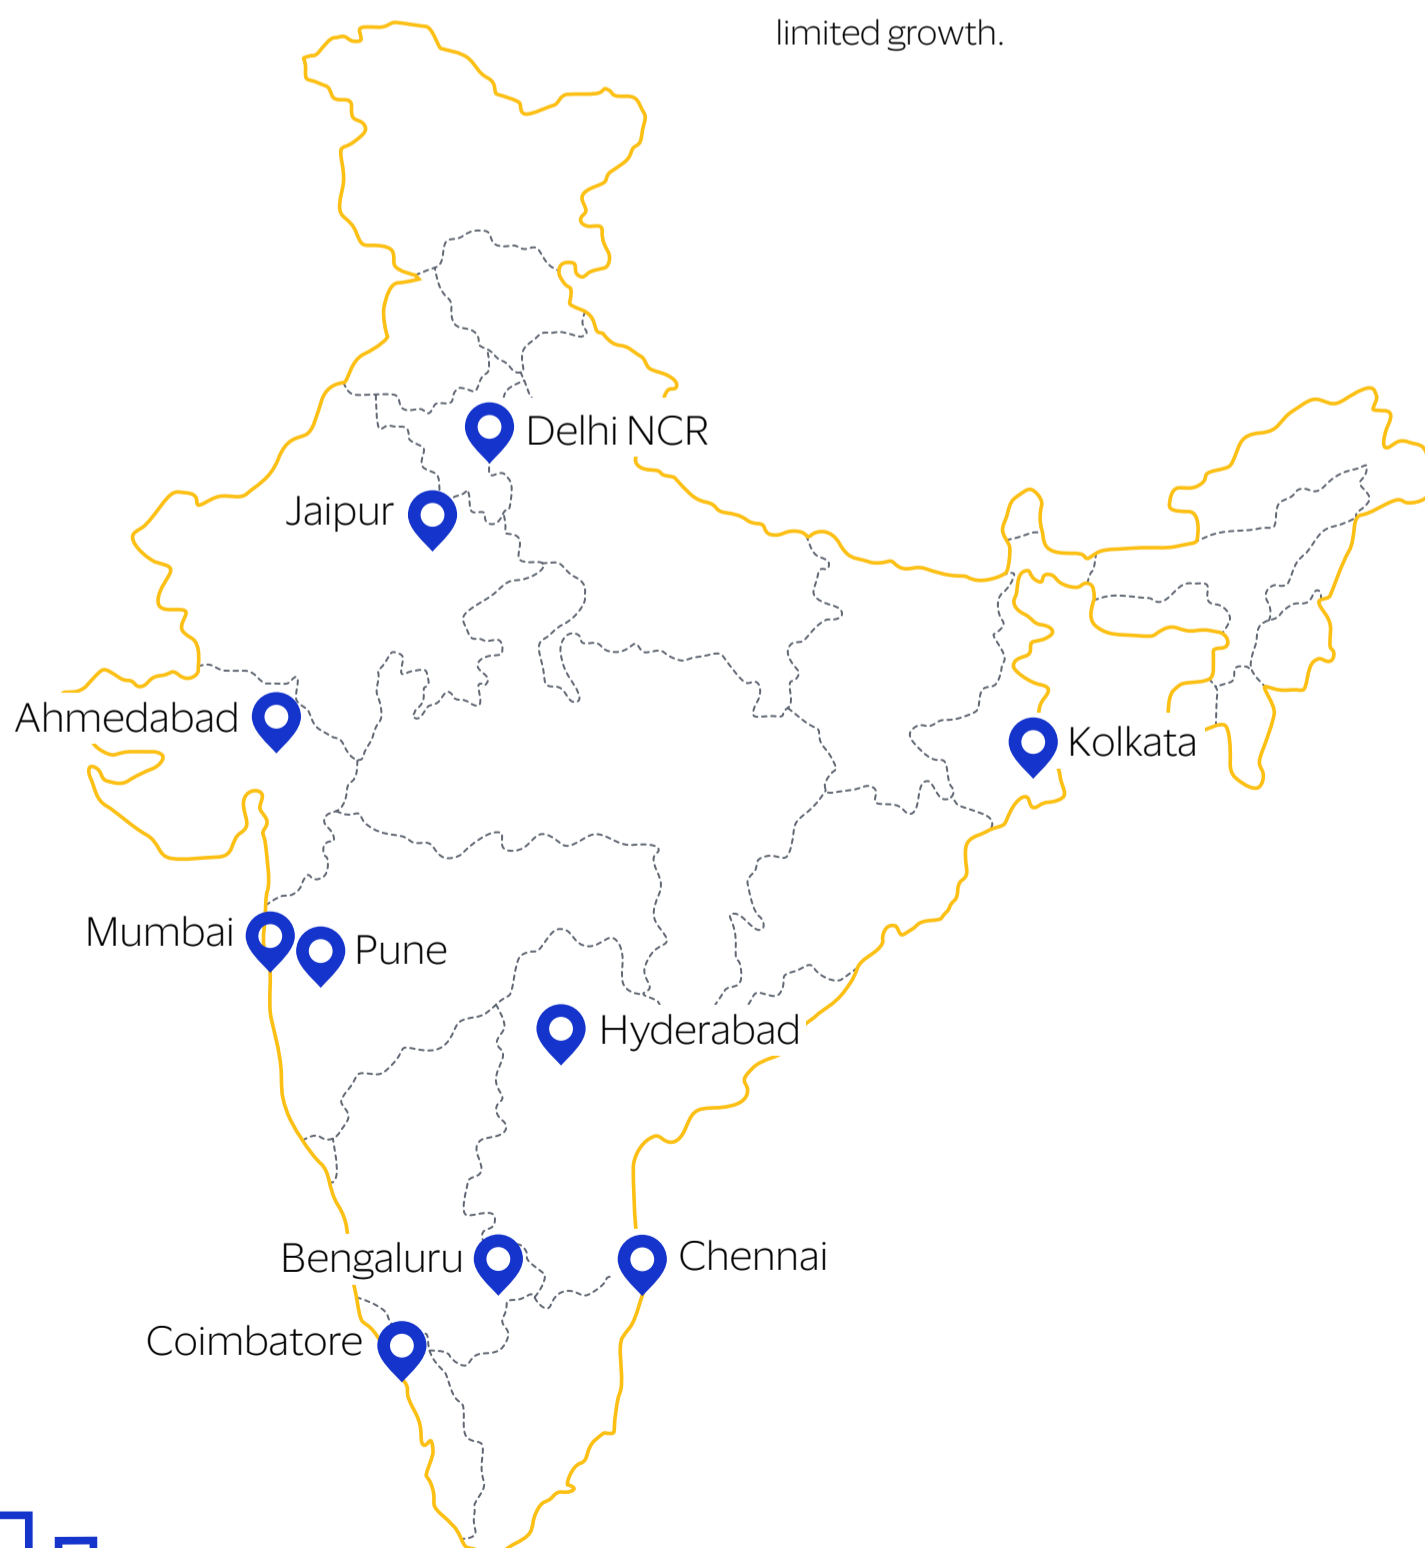 limited growth.
Delhi NCR
Jaipur
Ahmedabad
Kolkata
Mumbai
Pune
Hyderabad
Bengaluru
Chennai
Coimbatore